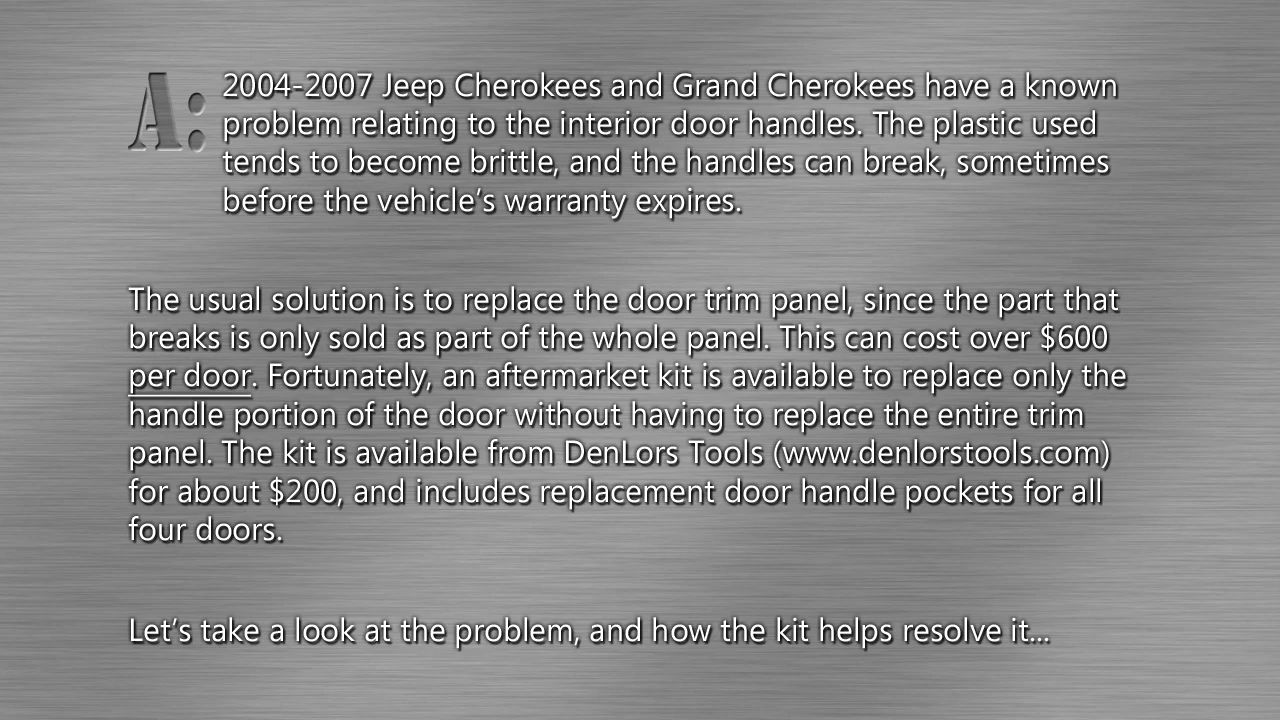 A: 2004-2007 Jeep Cherokees and Grand Cherokees have a known
problem relating to the interior door handles. The plastic used
tends to become brittle, and the handles can break, sometimes
before the vehicle's warranty expires.
The usual solution is to replace the door trim panel, since the part that
breaks is only sold as part of the whole panel. This can cost over $600
per door. Fortunately, an aftermarket kit is available to replace only the
handle portion of the door without having to replace the entire trim
panel. The kit is available from DenLors Tools (www.denlorstools.com)
for about $200, and includes replacement door handle pockets for all
four doors.
Let's take a look at the problem, and how the kit helps resolve it...